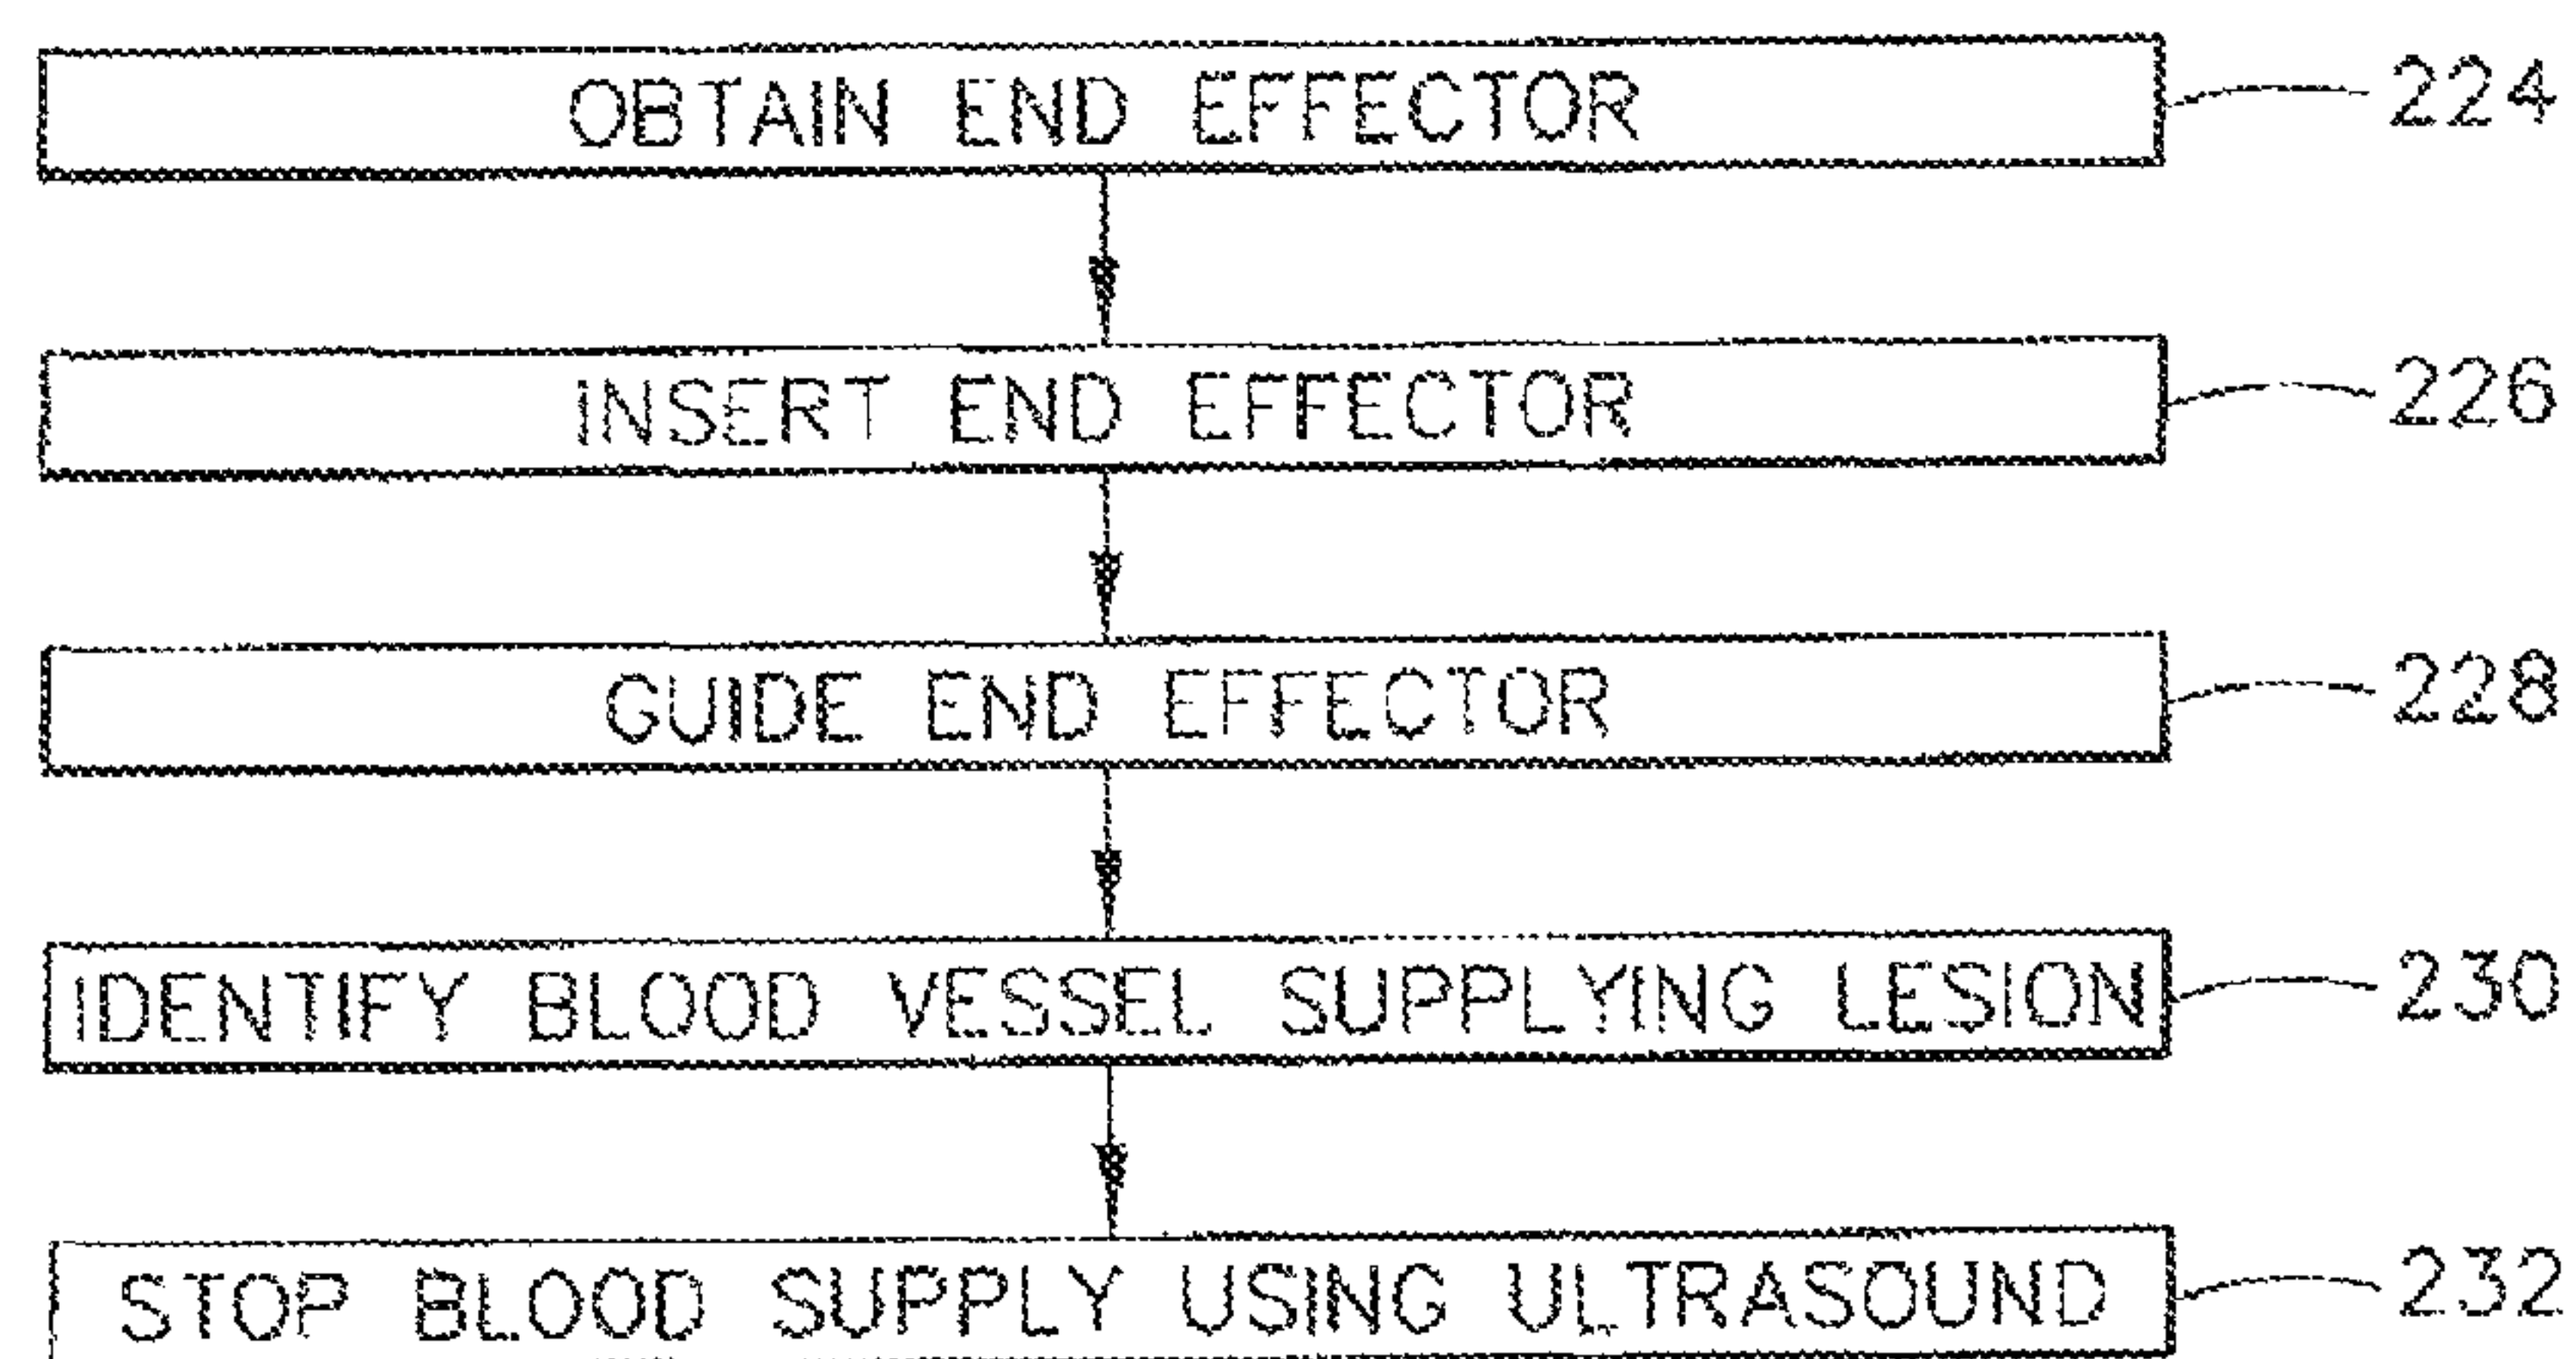 OBTAIN END EFFECTOR 224
INSERT END EFFECTOR 226
GUIDE END EFFECTOR 228
IDENTIFY BLOOD VESSEL SUPPLYING LESION 230
STOP BLOOD SUPPLY USING ULTRASOUND 232